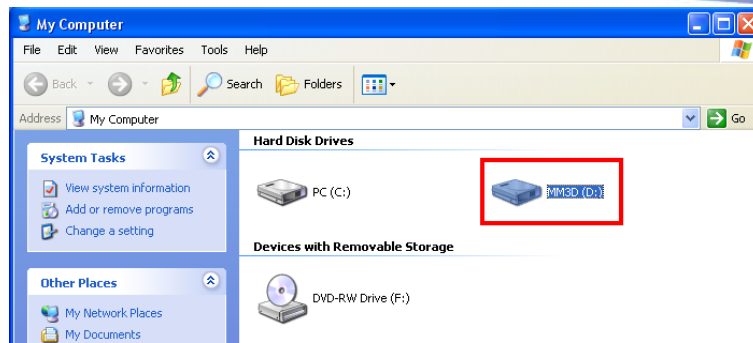 My Computer
File Edit View Favorites Tools Help
Back Search Folders
Address My Computer Go
System Tasks
View system information
Add or remove programs
Change a setting
Other Places
My Network Places
My Documents
Hard Disk Drives
PC (C:) MM3D (D:)
Devices with Removable Storage
DVD-RW Drive (F:)